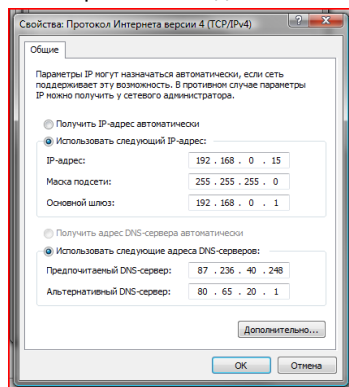 Свойства: Протокол Интернета версии 4 (TCP/IPv4)
Общие
Параметры IP могут назначаться автоматически, если сеть
поддерживает эту возможность. В противном случае параметры
IP можно получить у сетевого администратора.
Получить IP-адрес автоматически
Использовать следующий IP-адрес:
IP-адрес: 192 . 168 . 0 . 15
Маска подсети: 255 . 255 . 255 . 0
Основной шлюз: 192 . 168 . 0 . 1
Получить адрес DNS-сервера автоматически
Использовать следующие адреса DNS-серверов:
Предпочитаемый DNS-сервер: 87 . 236 . 40 . 248
Альтернативный DNS-сервер: 80 . 65 . 20 . 1
Дополнительно...
OK Отмена